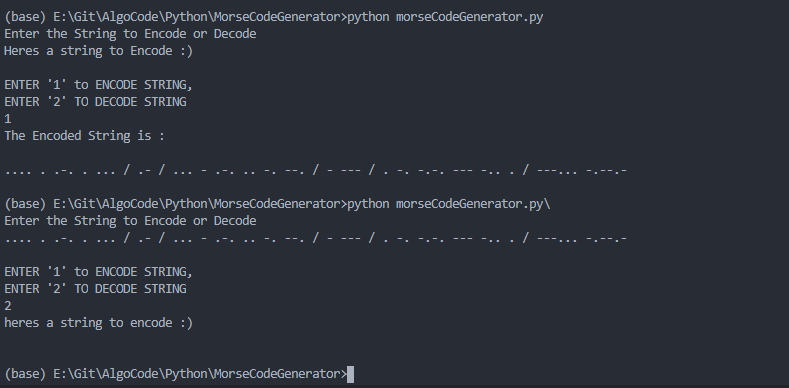 (base) E:\Git\AlgoCode\Python\MorseCodeGenerator>python morseCodeGenerator.py
Enter the String to Encode or Decode
Heres a string to Encode :)
ENTER '1' to ENCODE STRING,
ENTER '2' TO DECODE STRING
1
The Encoded String is :
.... . .-. . ... / .- / ... - .-. .. -. --. / - --- / . -. -.-. --- -.. . / ---... -.--.-
(base) E:\Git\AlgoCode\Python\MorseCodeGenerator>python morseCodeGenerator.py\
Enter the String to Encode or Decode
.... . .-. . ... / .- / ... - .-. .. -. --. / - --- / . -. -.-. --- -.. . / ---... -.--.-
ENTER '1' to ENCODE STRING,
ENTER '2' TO DECODE STRING
2
heres a string to encode :)
(base) E:\Git\AlgoCode\Python\MorseCodeGenerator>